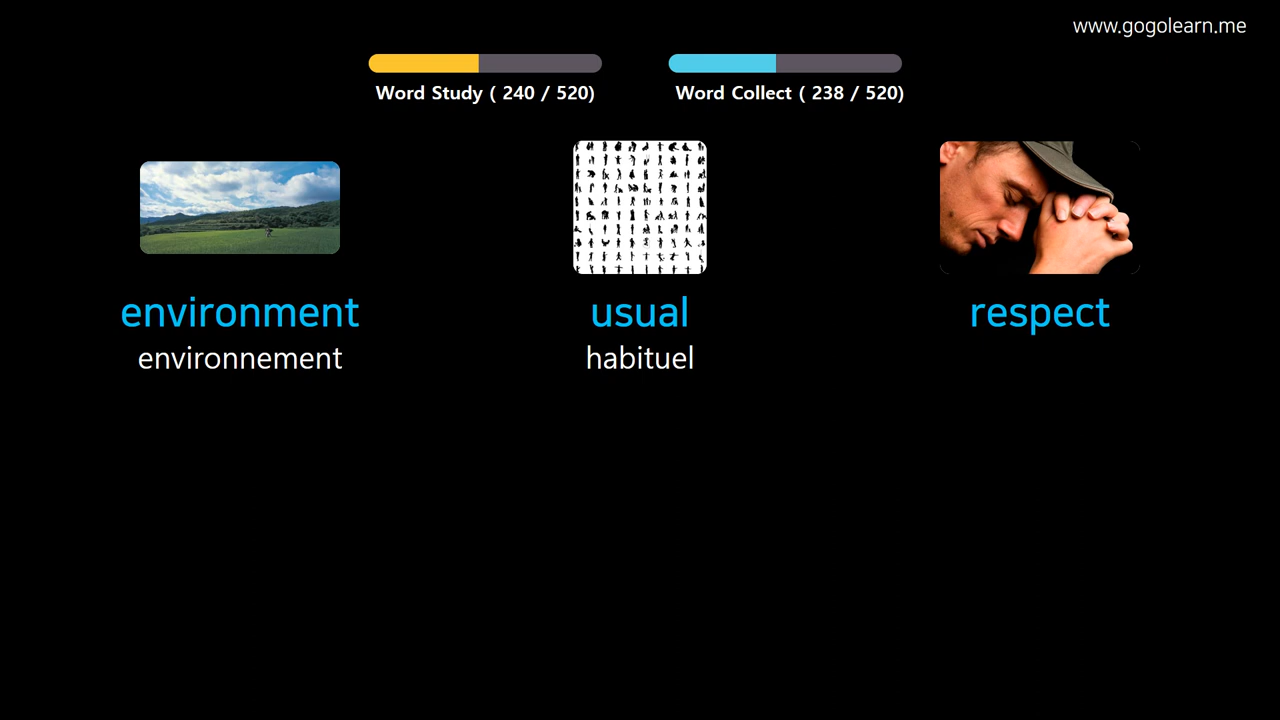 www.gogolearn.me
Word Study ( 240 / 520)
Word Collect ( 238 / 520)
environment
environnement
usual
habituel
respect